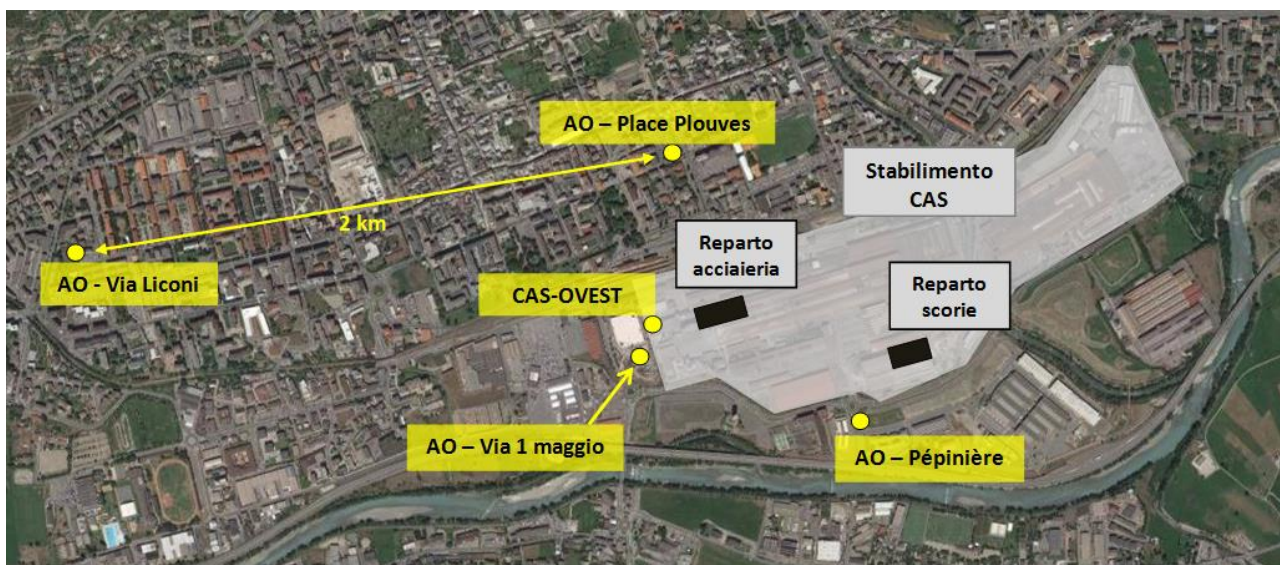 AO – Place Plouves
Stabilimento
CAS
2 km
Reparto
acciaieria
AO - Via Liconi
CAS-OVEST
Reparto
scorie
AO – Via 1 maggio
AO – Pépinière